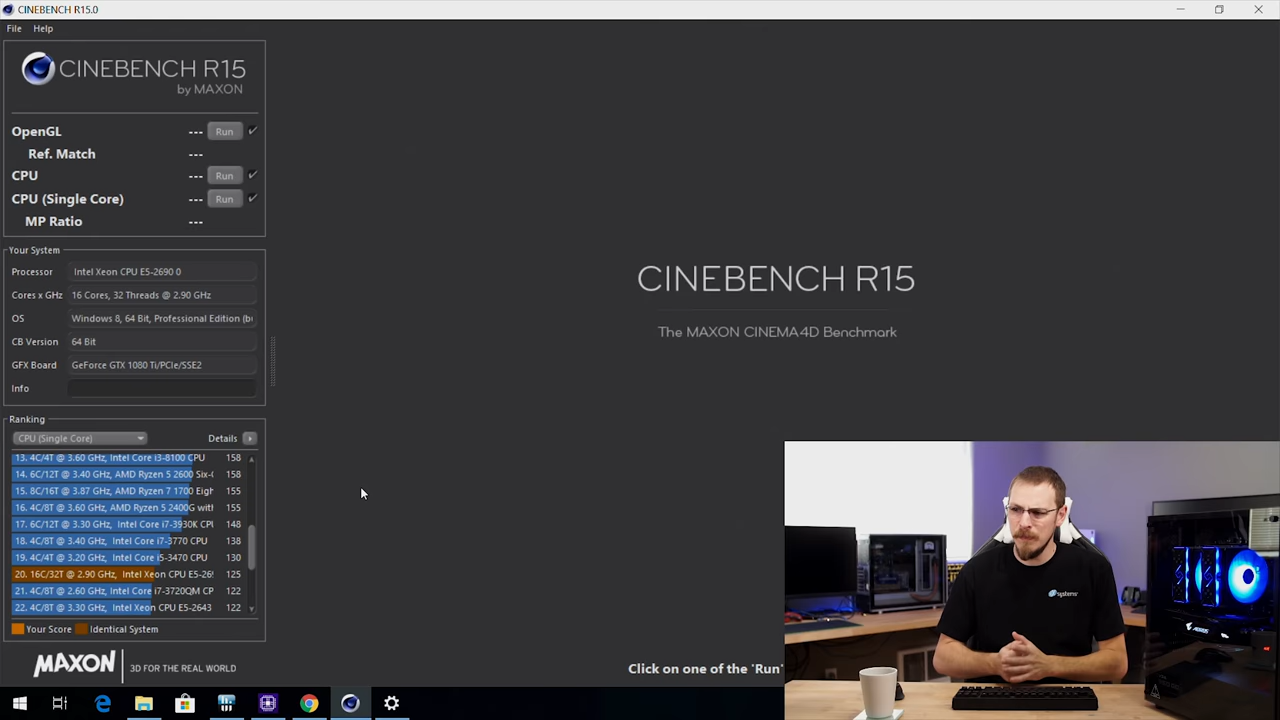 CINEBENCH R15.0
File Help
CINEBENCH R15
by MAXON
OpenGL --- Run
Ref. Match ---
CPU --- Run
CPU (Single Core) --- Run
MP Ratio ---
Your System
Processor Intel Xeon CPU E5-2690 0
Cores x GHz 16 Cores, 32 Threads @ 2.90 GHz
OS Windows 8, 64 Bit, Professional Edition (bu
CB Version 64 Bit
GFX Board GeForce GTX 1080 Ti/PCIe/SSE2
Info
Ranking
CPU (Single Core) Details
13. 4C/4T @ 3.60 GHz, Intel Core i3-8100 CPU 158
14. 6C/12T @ 3.40 GHz, AMD Ryzen 5 2600 Six-C 158
15. 8C/16T @ 3.87 GHz, AMD Ryzen 7 1700 Eigh 155
16. 4C/8T @ 3.60 GHz, AMD Ryzen 5 2400G with 155
17. 6C/12T @ 3.30 GHz, Intel Core i7-3930K CPU 148
18. 4C/8T @ 3.40 GHz, Intel Core i7-3770 CPU 138
19. 4C/4T @ 3.20 GHz, Intel Core i5-3470 CPU 130
20. 16C/32T @ 2.90 GHz, Intel Xeon CPU E5-269 125
21. 4C/8T @ 2.60 GHz, Intel Core i7-3720QM CP 122
22. 4C/8T @ 3.30 GHz, Intel Xeon CPU E5-2643 122
Your Score Identical System
MAXON 3D FOR THE REAL WORLD
CINEBENCH R15
The MAXON CINEMA4D Benchmark
Click on one of the 'Run'
systems
AORUS